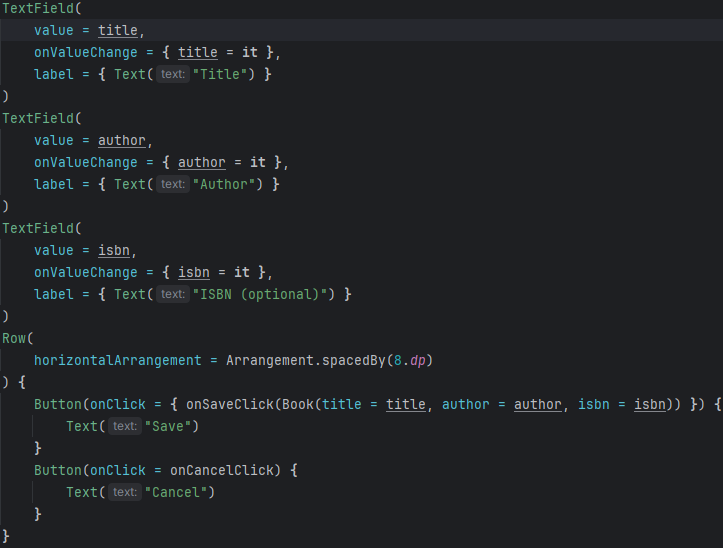 TextField(
    value = title,
    onValueChange = { title = it },
    label = { Text( text: "Title") }
)
TextField(
    value = author,
    onValueChange = { author = it },
    label = { Text( text: "Author") }
)
TextField(
    value = isbn,
    onValueChange = { isbn = it },
    label = { Text( text: "ISBN (optional)") }
)
Row(
    horizontalArrangement = Arrangement.spacedBy(8.dp)
) {
    Button(onClick = { onSaveClick(Book(title = title, author = author, isbn = isbn)) }) {
        Text( text: "Save")
    }
    Button(onClick = onCancelClick) {
        Text( text: "Cancel")
    }
}